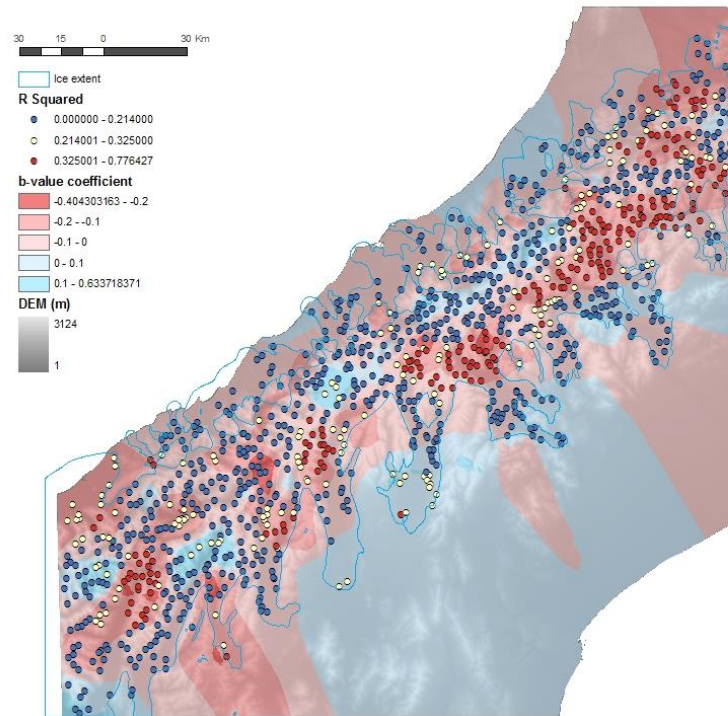 30 15 0 30 Km
Ice extent
R Squared
0.000000 - 0.214000
0.214001 - 0.325000
0.325001 - 0.776427
b-value coefficient
-0.404303163 - -0.2
-0.2 - -0.1
-0.1 - 0
0 - 0.1
0.1 - 0.633718371
DEM (m)
3124
1